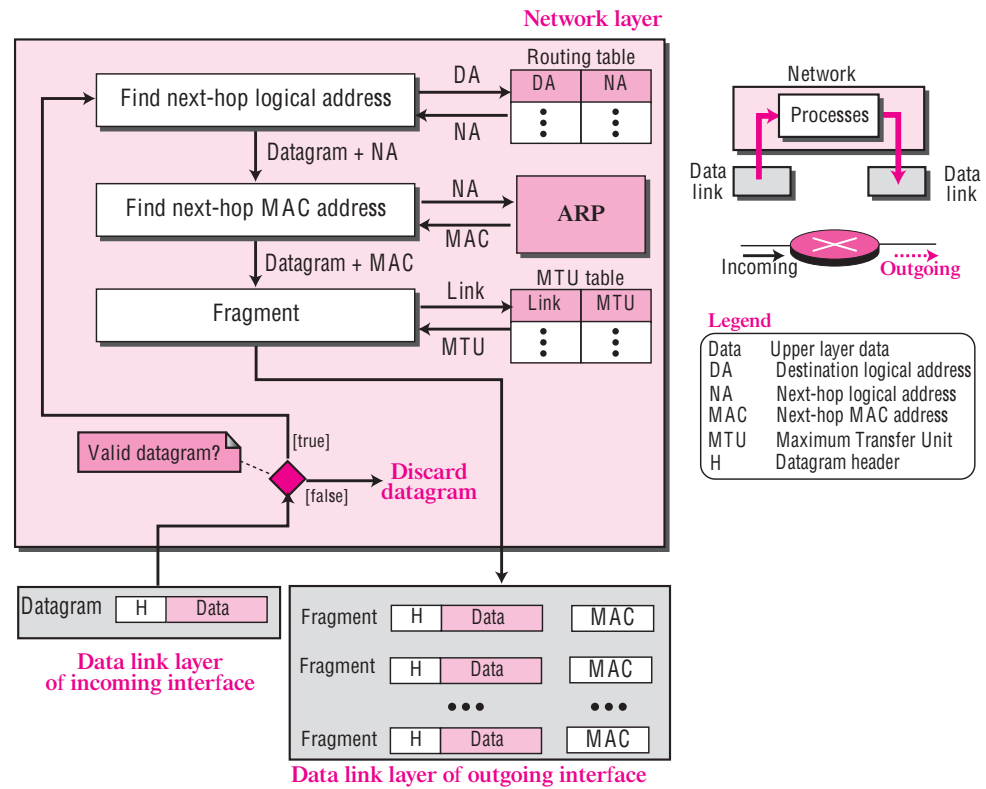 Network layer
Routing table
DA NA
Find next-hop logical address
DA
NA
Datagram + NA
Find next-hop MAC address
NA
MAC
ARP
Datagram + MAC
MTU table
Link MTU
Fragment
Link
MTU
Valid datagram?
[true]
[false]
Discard
datagram
Datagram H Data
Data link layer
of incoming interface
Fragment H Data MAC
Fragment H Data MAC
Fragment H Data MAC
Data link layer of outgoing interface
Network
Processes
Data
link
Data
link
Incoming
Outgoing
Legend
Data Upper layer data
DA Destination logical address
NA Next-hop logical address
MAC Next-hop MAC address
MTU Maximum Transfer Unit
H Datagram header